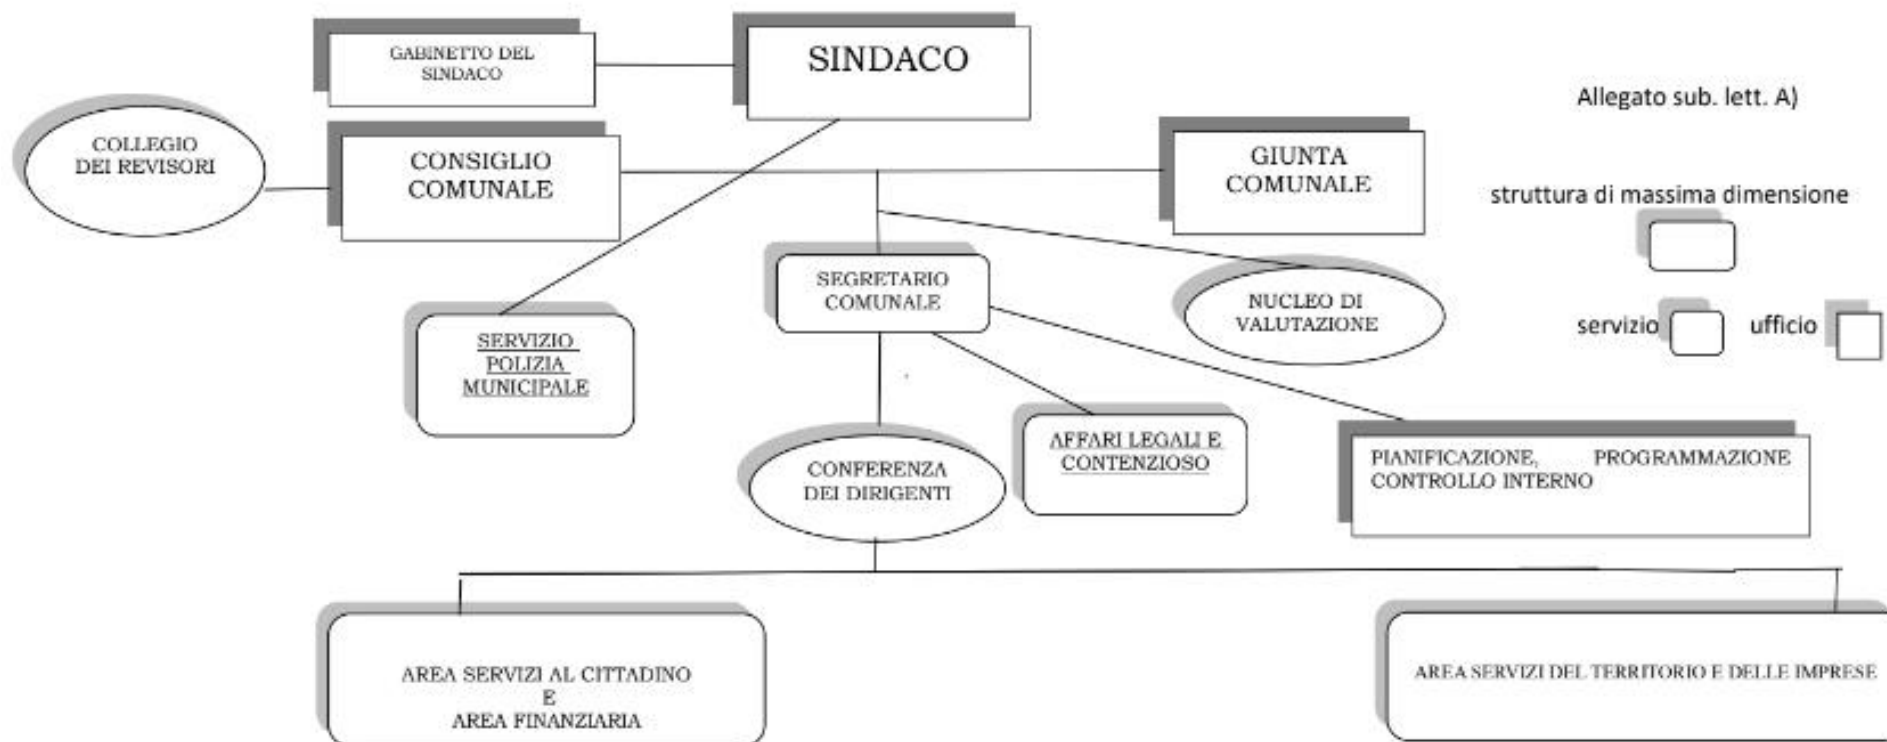 GABINETTO DEL
SINDACO
SINDACO
Allegato sub. lett. A)
COLLEGIO
DEI REVISORI
CONSIGLIO
COMUNALE
GIUNTA
COMUNALE
struttura di massima dimensione
SEGRETARIO
COMUNALE
NUCLEO DI
VALUTAZIONE
servizio
ufficio
SERVIZIO
POLIZIA
MUNICIPALE
AFFARI LEGALI E
CONTENZIOSO
PIANIFICAZIONE, PROGRAMMAZIONE
CONTROLLO INTERNO
CONFERENZA
DEI DIRIGENTI
AREA SERVIZI AL CITTADINO
E
AREA FINANZIARIA
AREA SERVIZI DEL TERRITORIO E DELLE IMPRESE